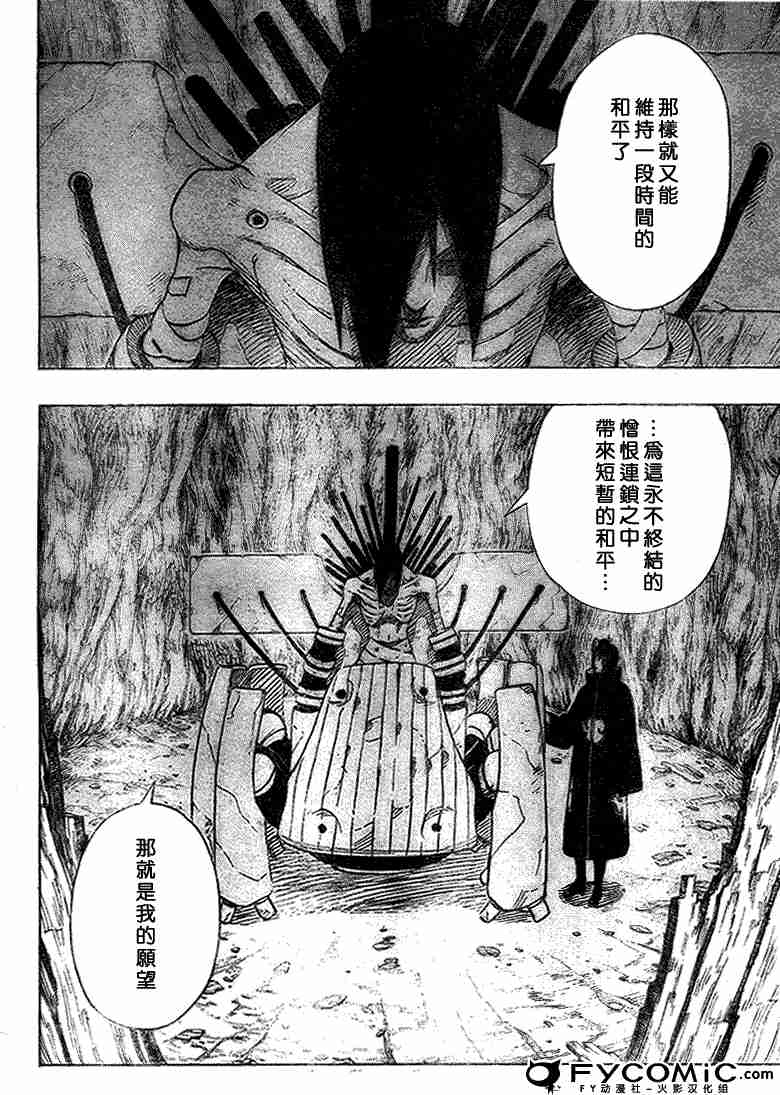 那樣就又能
維持一段時間的
和平了
…為這永不終結的
憎恨連鎖之中
帶來短暫的和平…
那就是我的願望
FYCOMIC.COM
FY动漫社-火影汉化组